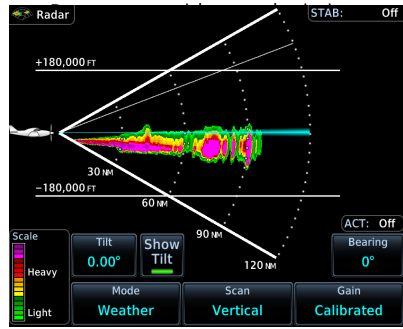 Radar
STAB: Off
+180,000 FT
-180,000 FT
30 NM
60 NM
90 NM
120 NM
ACT: Off
Scale
Heavy
Light
Tilt
0.00°
Show
Tilt
Bearing
0°
Mode
Weather
Scan
Vertical
Gain
Calibrated